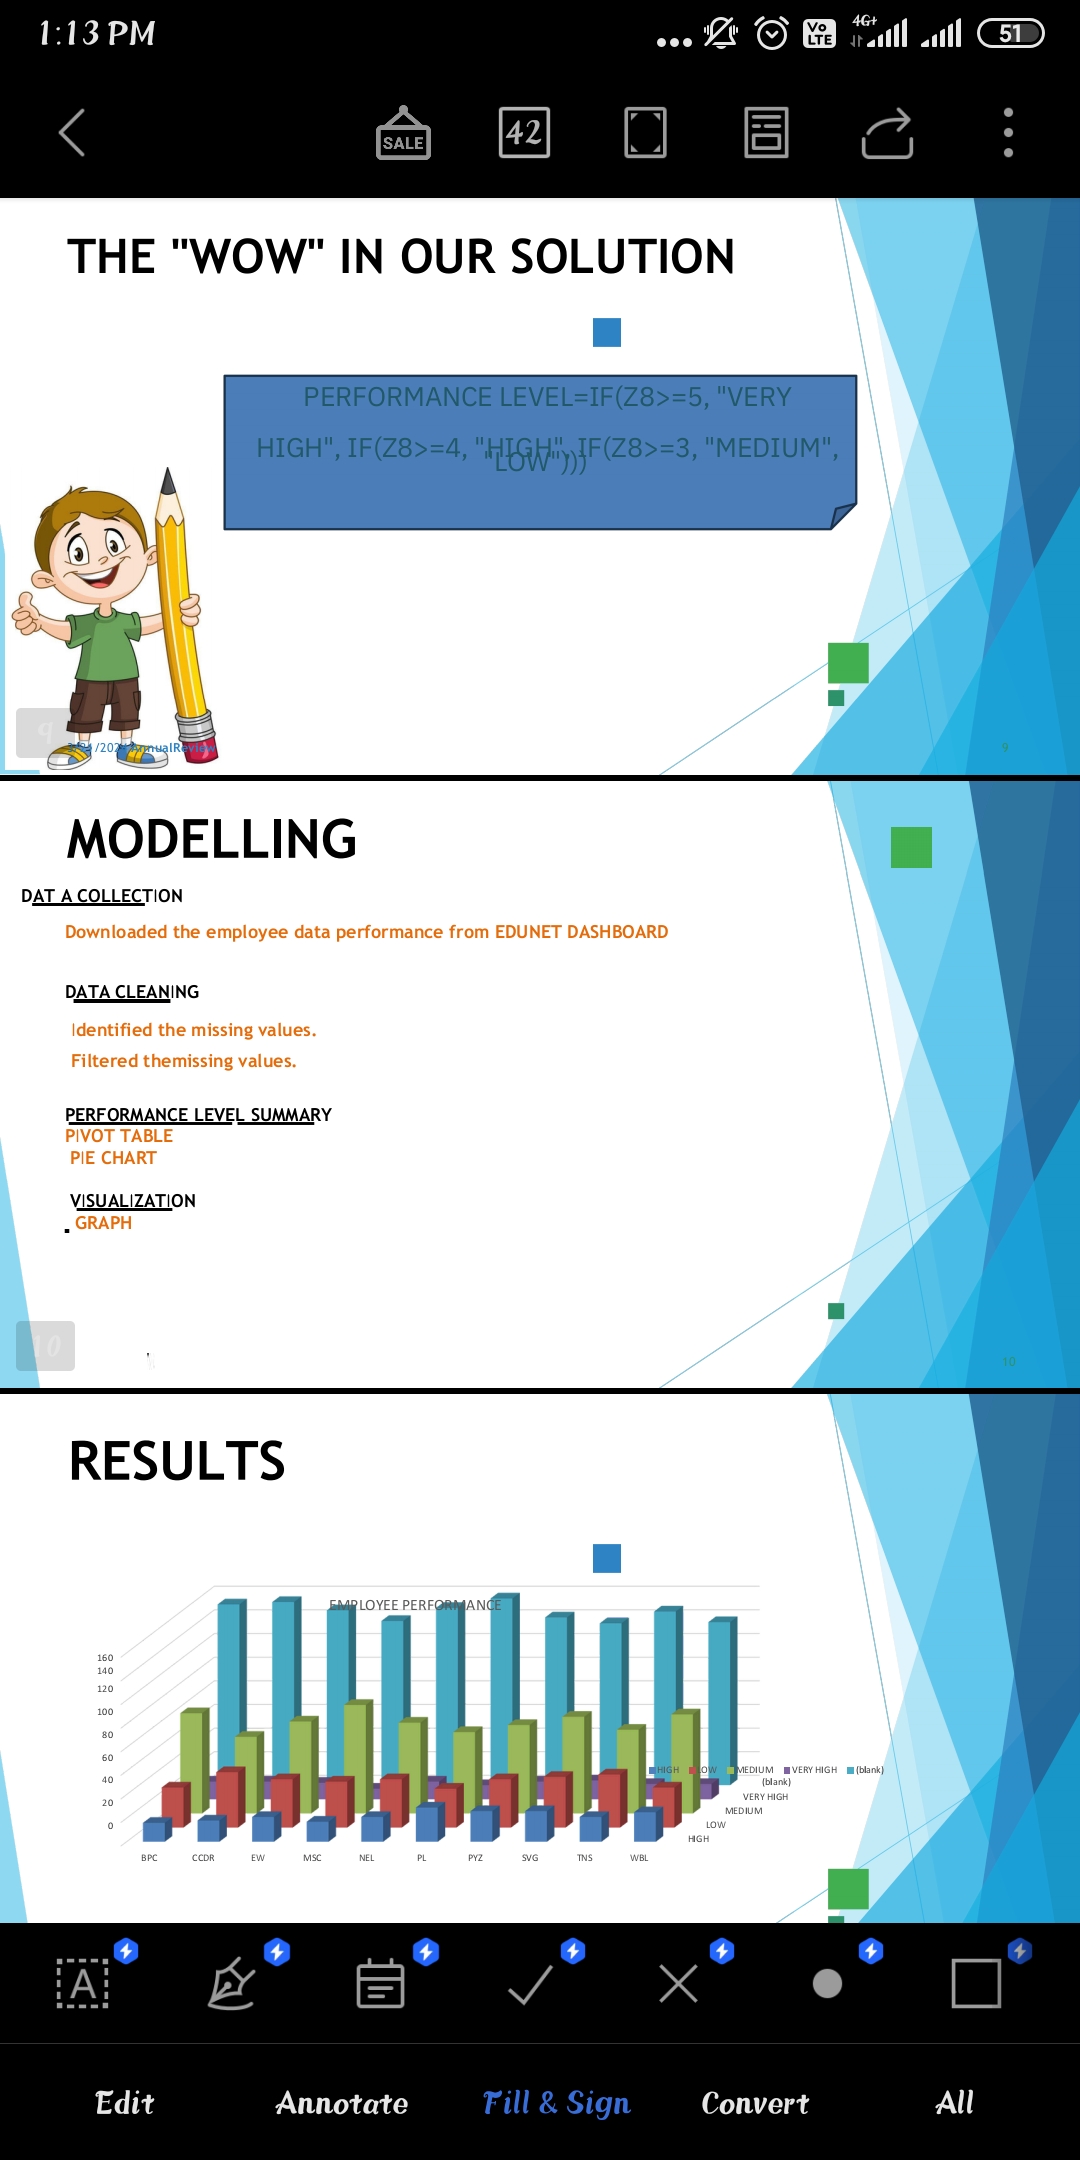 1:13 PM
Vo LTE
4G+
51
SALE
42
THE "WOW" IN OUR SOLUTION
PERFORMANCE LEVEL=IF(Z8>=5, "VERY
HIGH", IF(Z8>=4, "HIGH", IF(Z8>=3, "MEDIUM",
"LOW")))
9
AnnualReview
9
MODELLING
DAT A COLLECTION
Downloaded the employee data performance from EDUNET DASHBOARD
DATA CLEANING
Identified the missing values.
Filtered themissing values.
PERFORMANCE LEVEL SUMMARY
PIVOT TABLE
PIE CHART
VISUALIZATION
GRAPH
10
10
RESULTS
EMPLOYEE PERFORMANCE
160
140
120
100
80
60
40
20
0
HIGH LOW MEDIUM VERY HIGH (blank)
(blank)
VERY HIGH
MEDIUM
LOW
HIGH
BPC CCDR EW MSC NEL PL PYZ SVG TNS WBL
A
Edit Annotate Fill & Sign Convert All